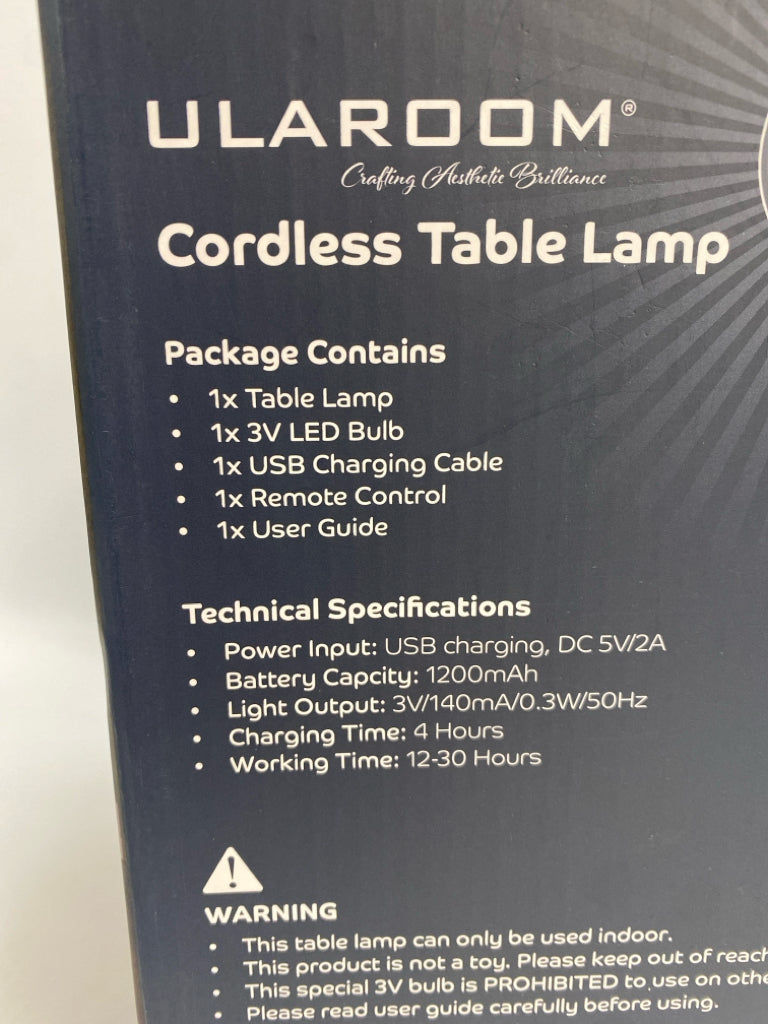 ULAROOM®
Crafting Aesthetic Brilliance
Cordless Table Lamp
Package Contains
• 1x Table Lamp
• 1x 3V LED Bulb
• 1x USB Charging Cable
• 1x Remote Control
• 1x User Guide
Technical Specifications
• Power Input: USB charging, DC 5V/2A
• Battery Capcity: 1200mAh
• Light Output: 3V/140mA/0.3W/50Hz
• Charging Time: 4 Hours
• Working Time: 12-30 Hours
WARNING
• This table lamp can only be used indoor.
• This product is not a toy. Please keep out of reach
• This special 3V bulb is PROHIBITED to use on othe
• Please read user guide carefully before using.